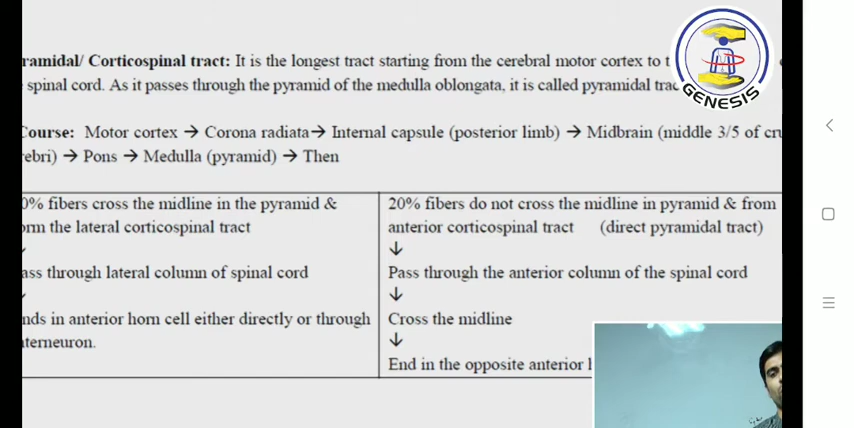 ramidal/ Corticospinal tract: It is the longest tract starting from the cerebral motor cortex to t
spinal cord. As it passes through the pyramid of the medulla oblongata, it is called pyramidal trac
GENESIS
Course: Motor cortex → Corona radiata→ Internal capsule (posterior limb) → Midbrain (middle 3/5 of cru
ebri) → Pons → Medulla (pyramid) → Then
0% fibers cross the midline in the pyramid &
orm the lateral corticospinal tract
↓
ass through lateral column of spinal cord
↓
nds in anterior horn cell either directly or through
terneuron.
20% fibers do not cross the midline in pyramid & from
anterior corticospinal tract (direct pyramidal tract)
↓
Pass through the anterior column of the spinal cord
↓
Cross the midline
↓
End in the opposite anterior